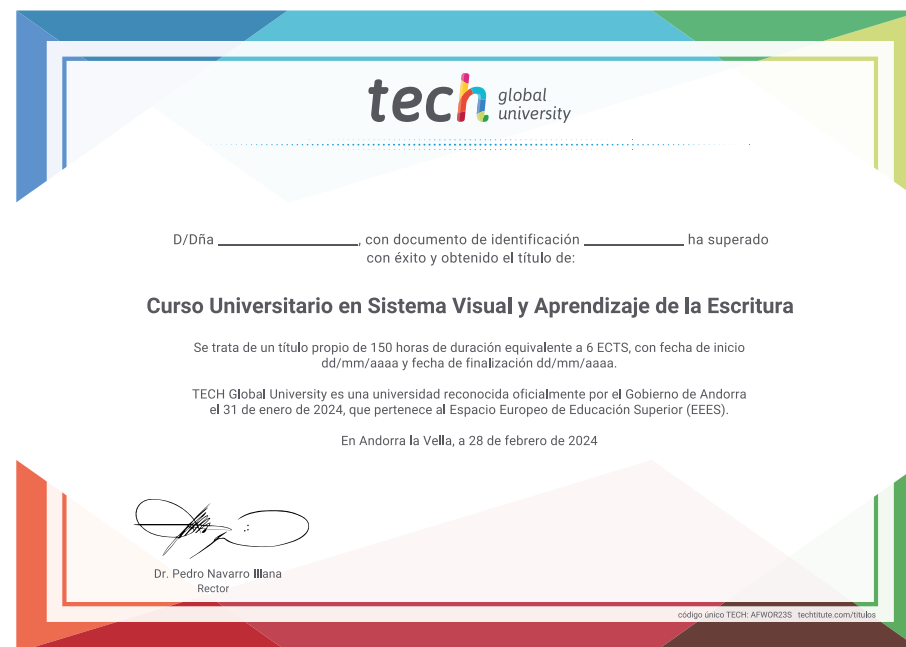 tech global university
D/Dña ____________________, con documento de identificación ______________ ha superado
con éxito y obtenido el título de:
Curso Universitario en Sistema Visual y Aprendizaje de la Escritura
Se trata de un título propio de 150 horas de duración equivalente a 6 ECTS, con fecha de inicio
dd/mm/aaaa y fecha de finalización dd/mm/aaaa.
TECH Global University es una universidad reconocida oficialmente por el Gobierno de Andorra
el 31 de enero de 2024, que pertenece al Espacio Europeo de Educación Superior (EEES).
En Andorra la Vella, a 28 de febrero de 2024
Dr. Pedro Navarro Illana
Rector
código único TECH: AFWOR23S techtitute.com/titulos